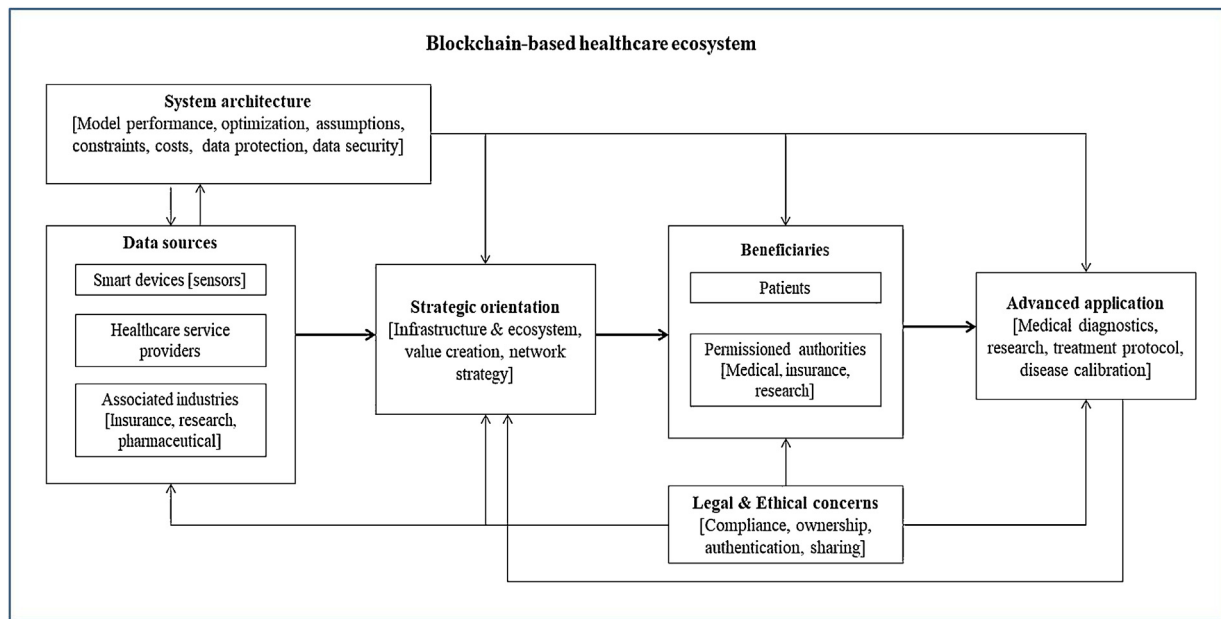 Blockchain-based healthcare ecosystem
System architecture
[Model performance, optimization, assumptions,
constraints, costs, data protection, data security]
Data sources
Smart devices [sensors]
Healthcare service
providers
Associated industries
[Insurance, research,
pharmaceutical]
Strategic orientation
[Infrastructure & ecosystem,
value creation, network
strategy]
Beneficiaries
Patients
Permissioned authorities
[Medical, insurance,
research]
Advanced application
[Medical diagnostics,
research, treatment protocol,
disease calibration]
Legal & Ethical concerns
[Compliance, ownership,
authentication, sharing]